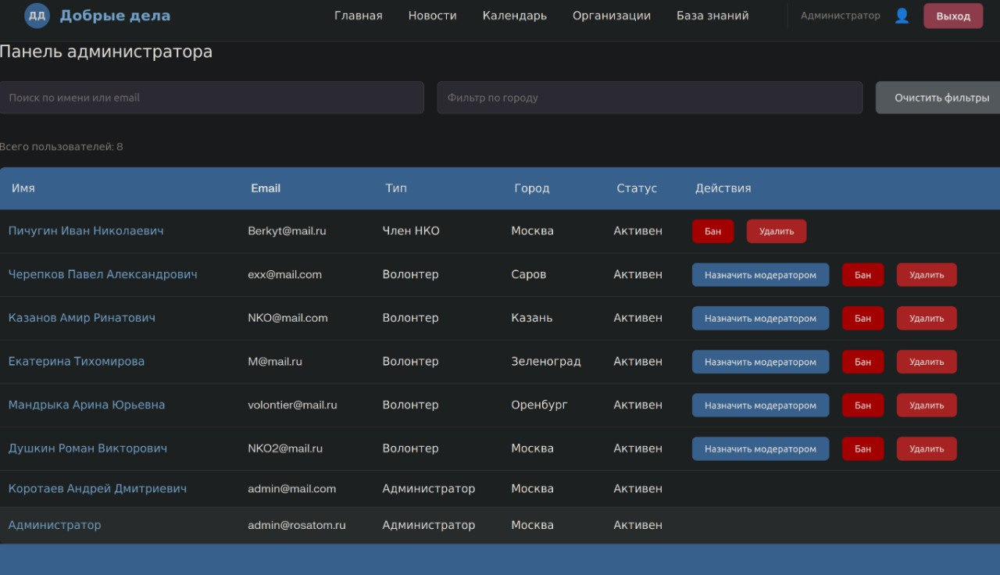 ДД Добрые дела Главная Новости Календарь Организации База знаний Администратор Выход
Панель администратора
Поиск по имени или email Фильтр по городу Очистить фильтры
Всего пользователей: 8
Имя Email Тип Город Статус Действия
Пичугин Иван Николаевич Berkyt@mail.ru Член НКО Москва Активен Бан Удалить
Черепков Павел Александрович exx@mail.com Волонтер Саров Активен Назначить модератором Бан Удалить
Казанов Амир Ринатович NKO@mail.com Волонтер Казань Активен Назначить модератором Бан Удалить
Екатерина Тихомирова M@mail.ru Волонтер Зеленоград Активен Назначить модератором Бан Удалить
Мандрыка Арина Юрьевна volontier@mail.ru Волонтер Оренбург Активен Назначить модератором Бан Удалить
Душкин Роман Викторович NKO2@mail.ru Волонтер Москва Активен Назначить модератором Бан Удалить
Коротаев Андрей Дмитриевич admin@mail.com Администратор Москва Активен
Администратор admin@rosatom.ru Администратор Москва Активен